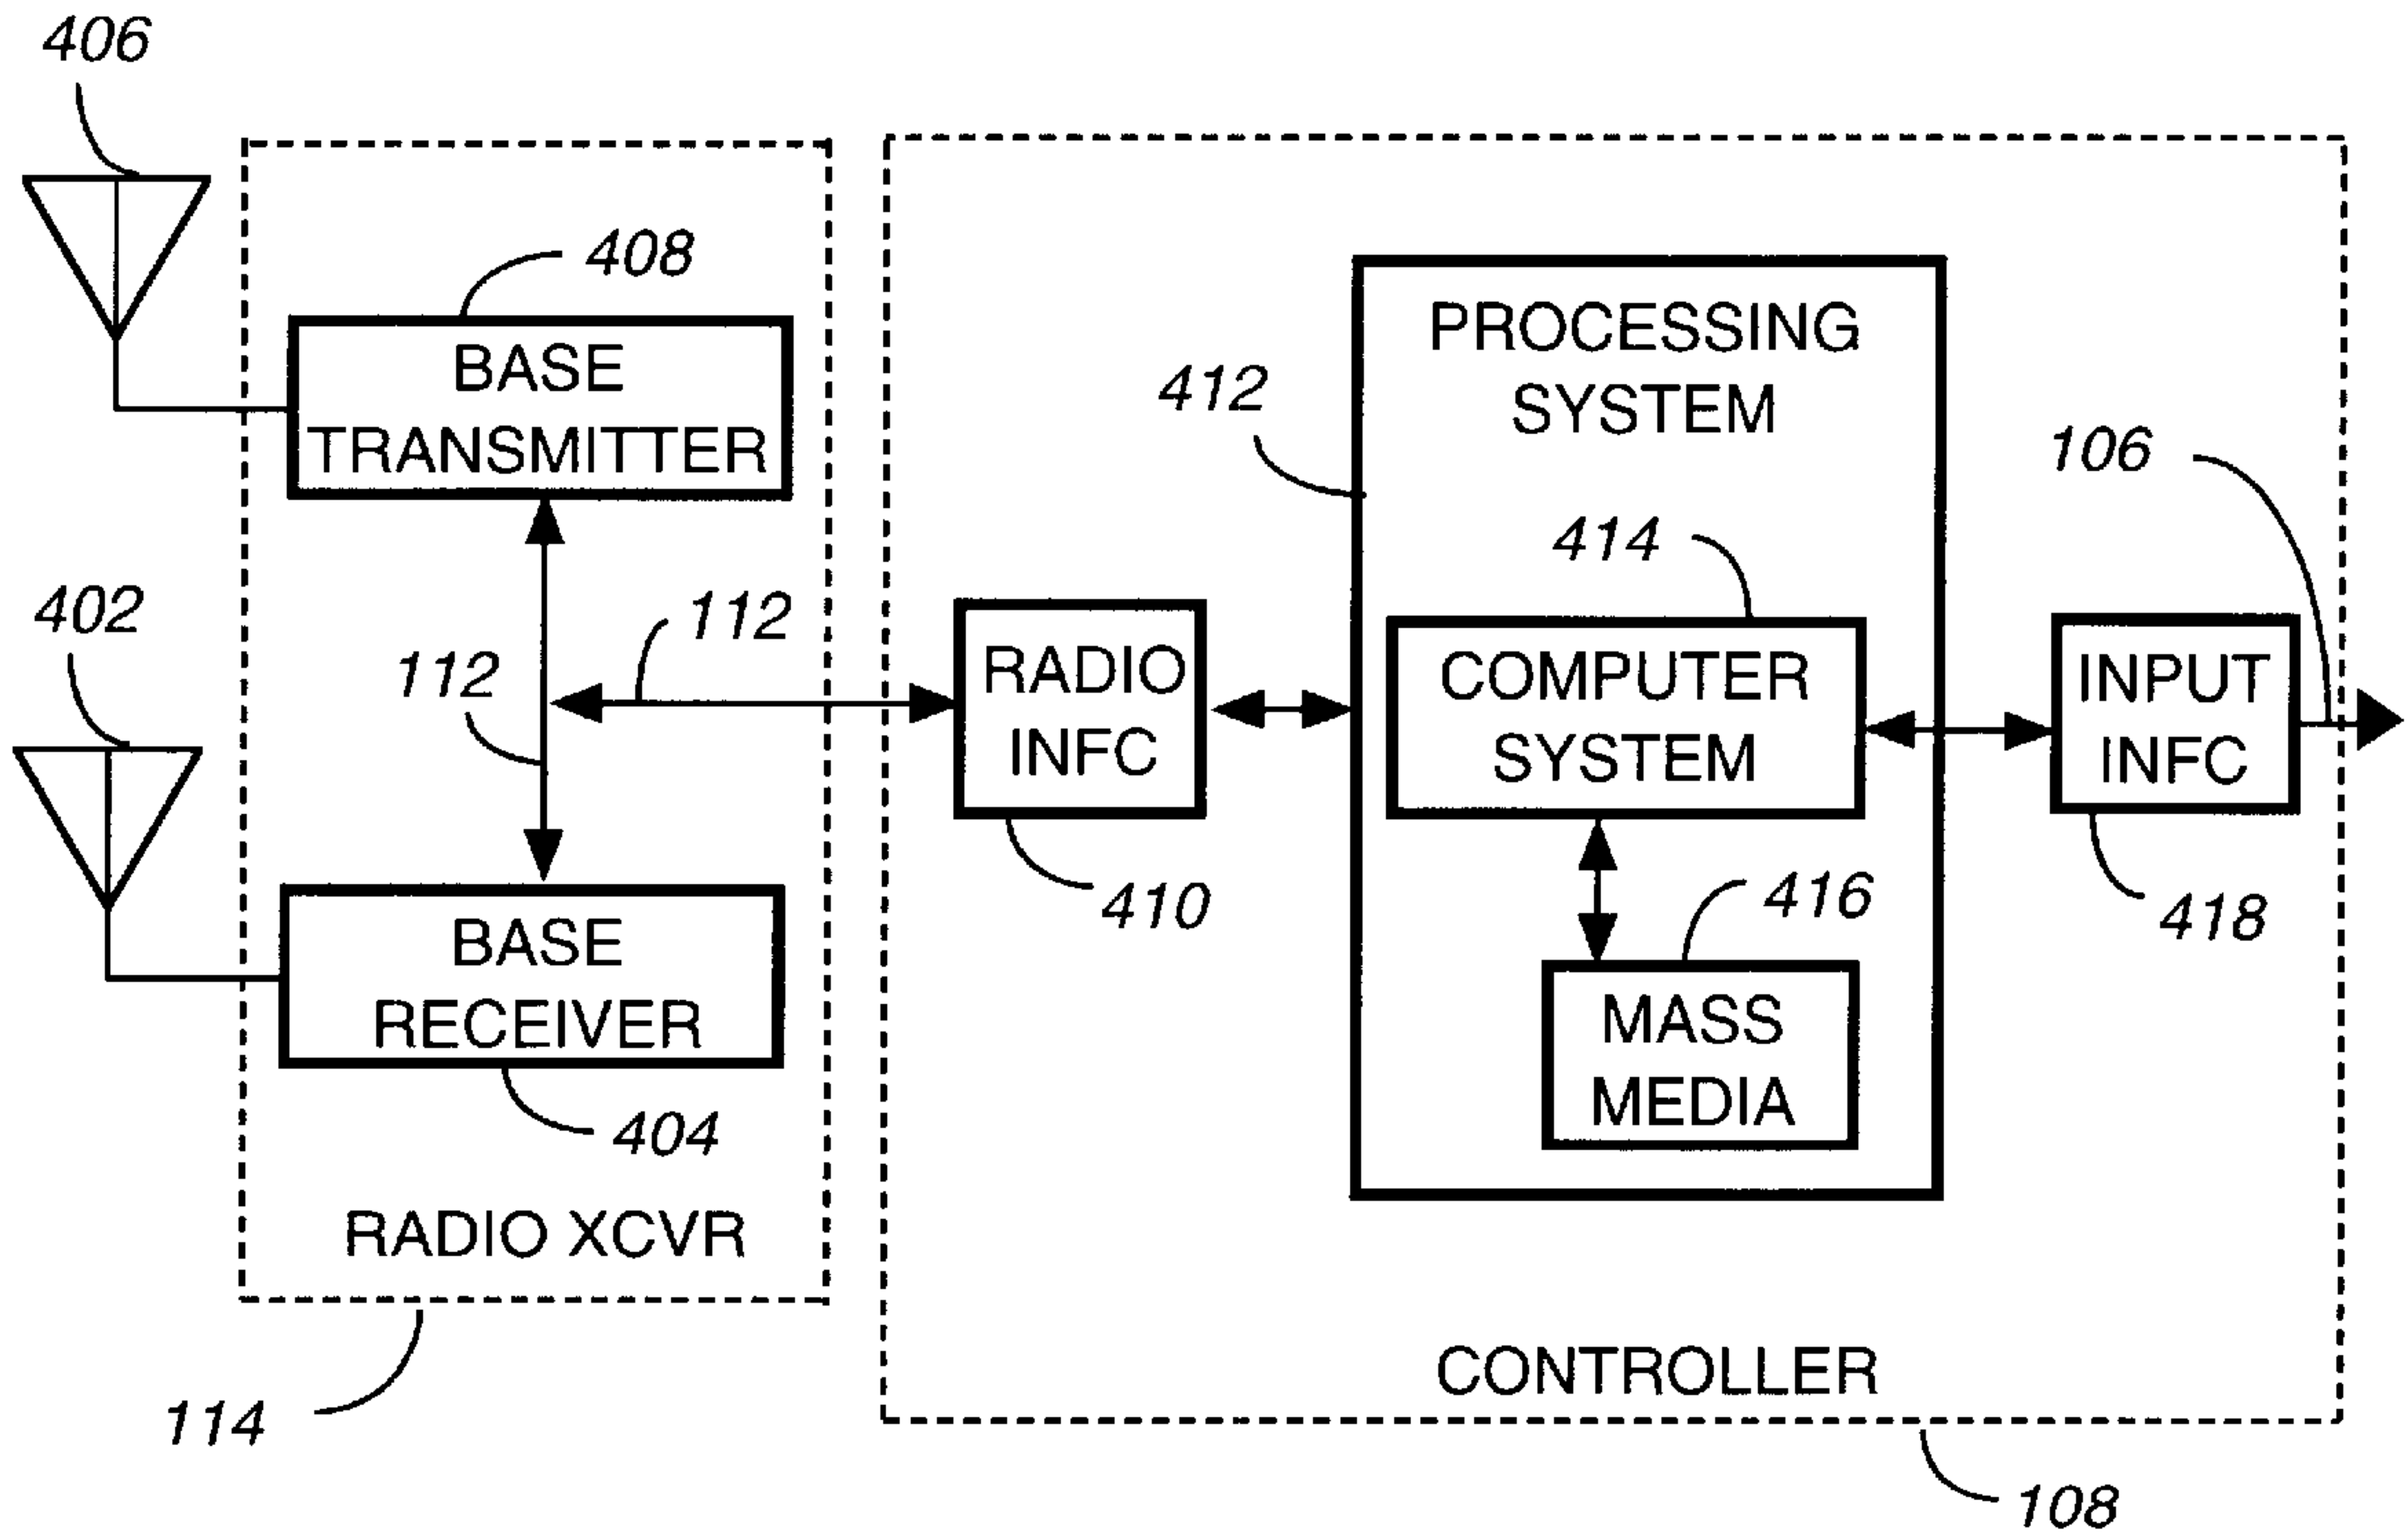 406
408
BASE
TRANSMITTER
402
112
112
BASE
RECEIVER
404
RADIO XCVR
114
PROCESSING
SYSTEM
412
106
414
RADIO
INFC
410
COMPUTER
SYSTEM
416
MASS
MEDIA
INPUT
INFC
418
CONTROLLER
108